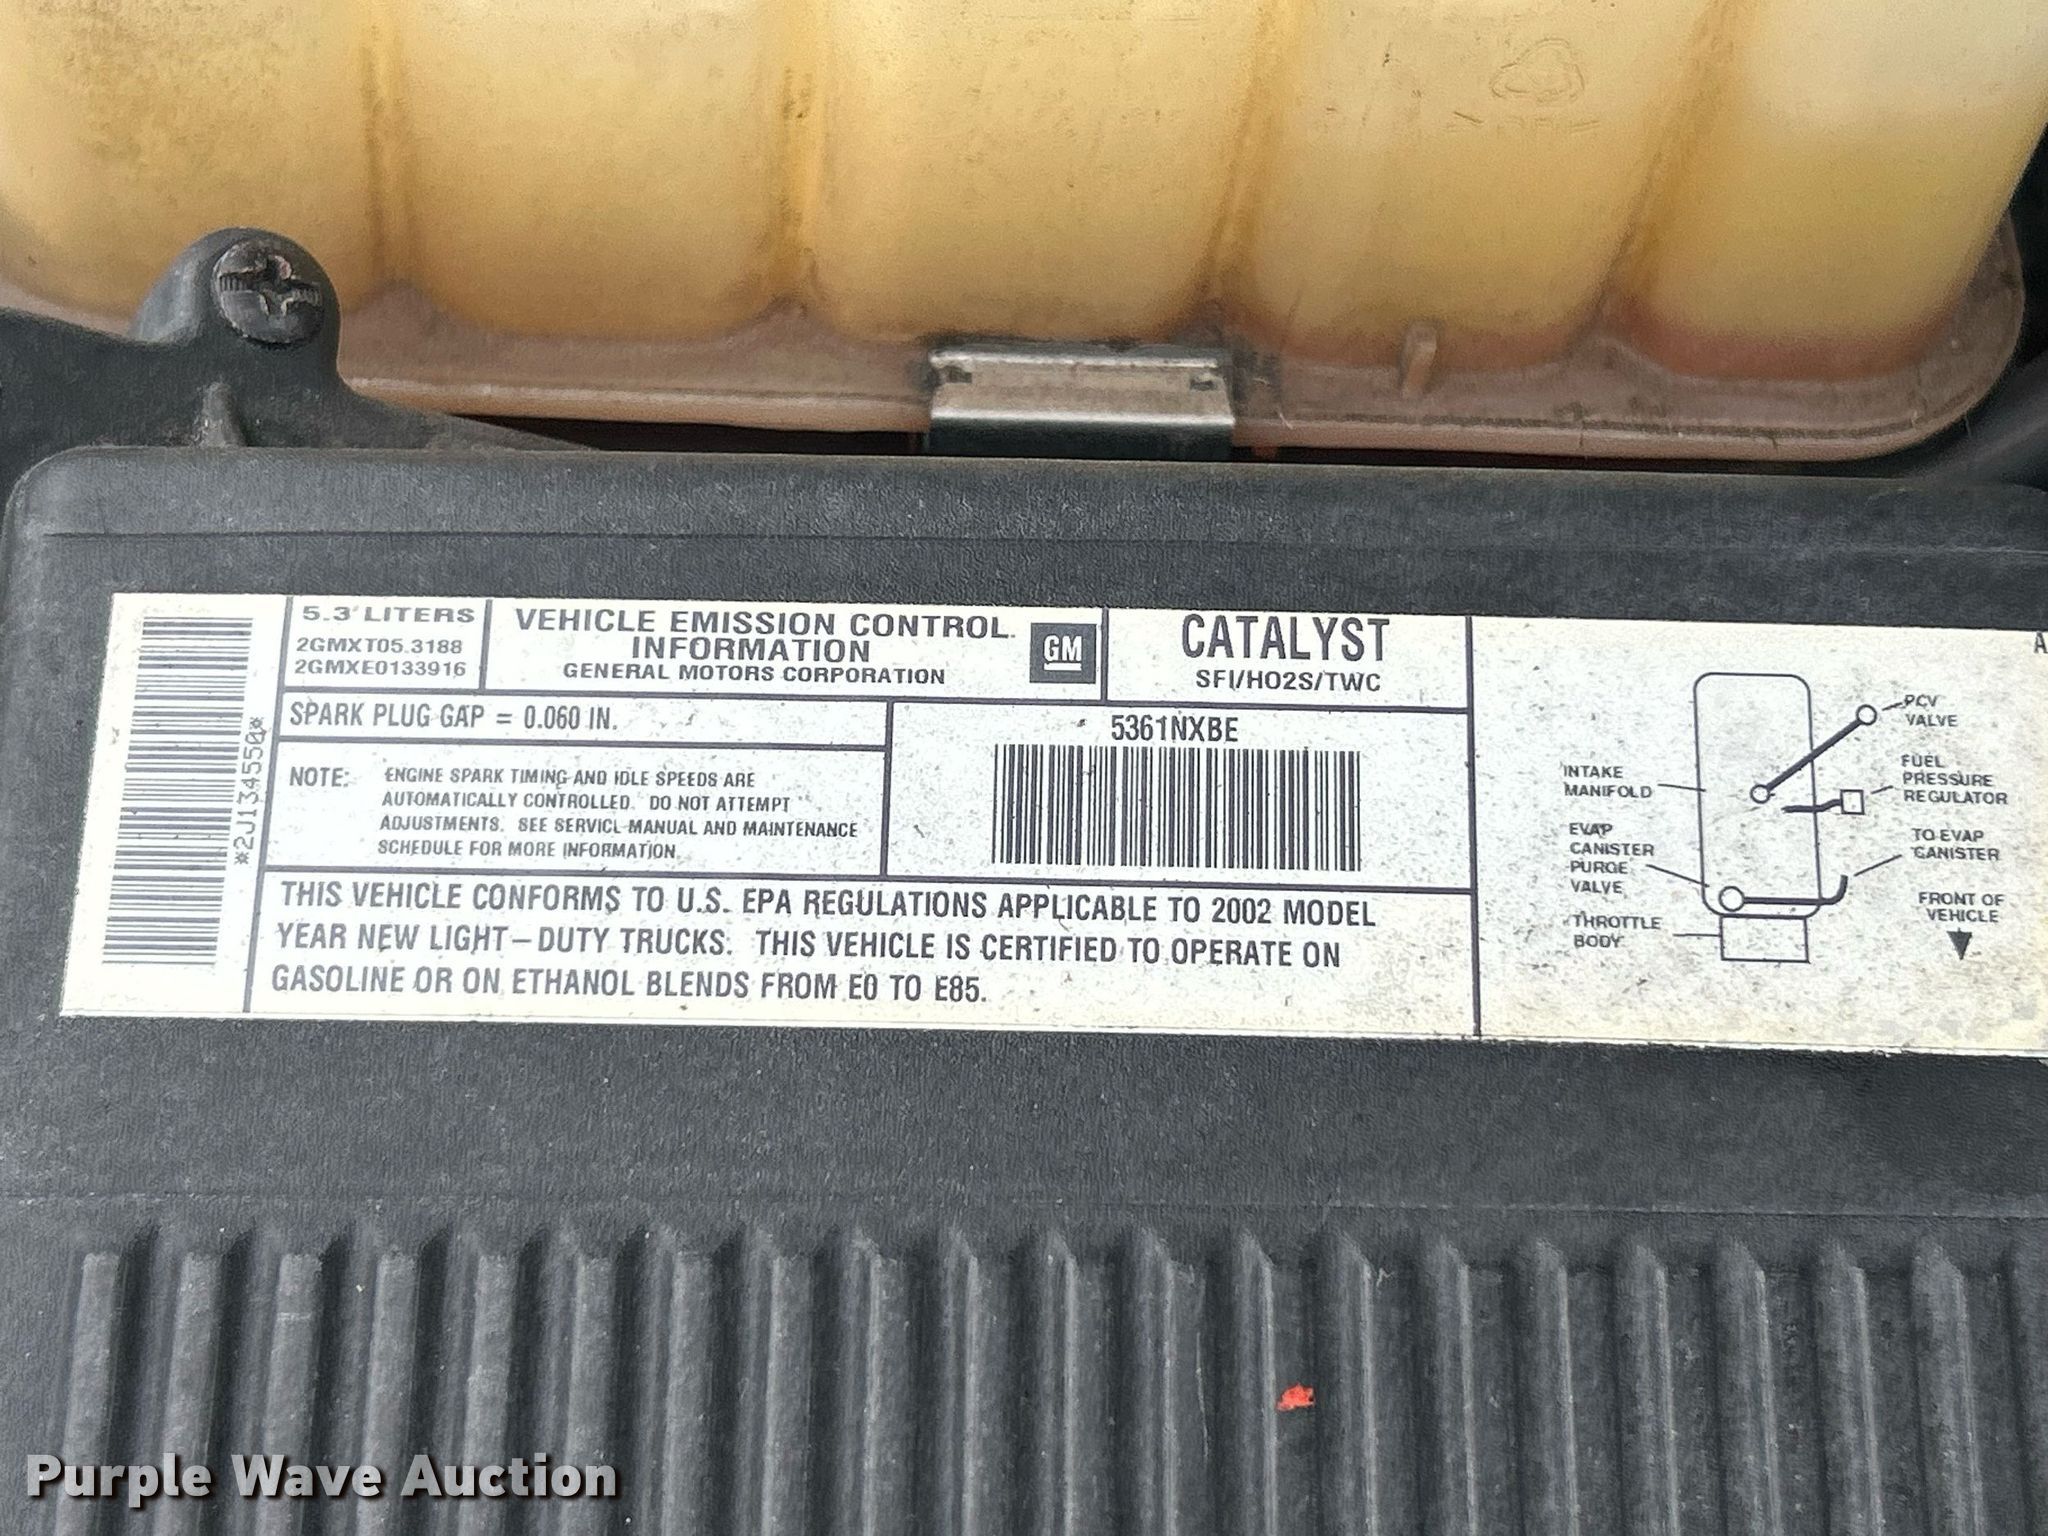 *2J134550*
5.3 LITERS
2GMXT05.3188
2GMXE0133916
VEHICLE EMISSION CONTROL
INFORMATION
GENERAL MOTORS CORPORATION
GM
CATALYST
SFI/HO2S/TWC
SPARK PLUG GAP = 0.060 IN.
NOTE: ENGINE SPARK TIMING AND IDLE SPEEDS ARE
AUTOMATICALLY CONTROLLED. DO NOT ATTEMPT
ADJUSTMENTS. SEE SERVICE MANUAL AND MAINTENANCE
SCHEDULE FOR MORE INFORMATION
5361NXBE
THIS VEHICLE CONFORMS TO U.S. EPA REGULATIONS APPLICABLE TO 2002 MODEL
YEAR NEW LIGHT-DUTY TRUCKS. THIS VEHICLE IS CERTIFIED TO OPERATE ON
GASOLINE OR ON ETHANOL BLENDS FROM E0 TO E85.
A
PCV
VALVE
FUEL
PRESSURE
REGULATOR
INTAKE
MANIFOLD
EVAP
CANISTER
PURGE
VALVE
TO EVAP
CANISTER
THROTTLE
BODY
FRONT OF
VEHICLE
Purple Wave Auction